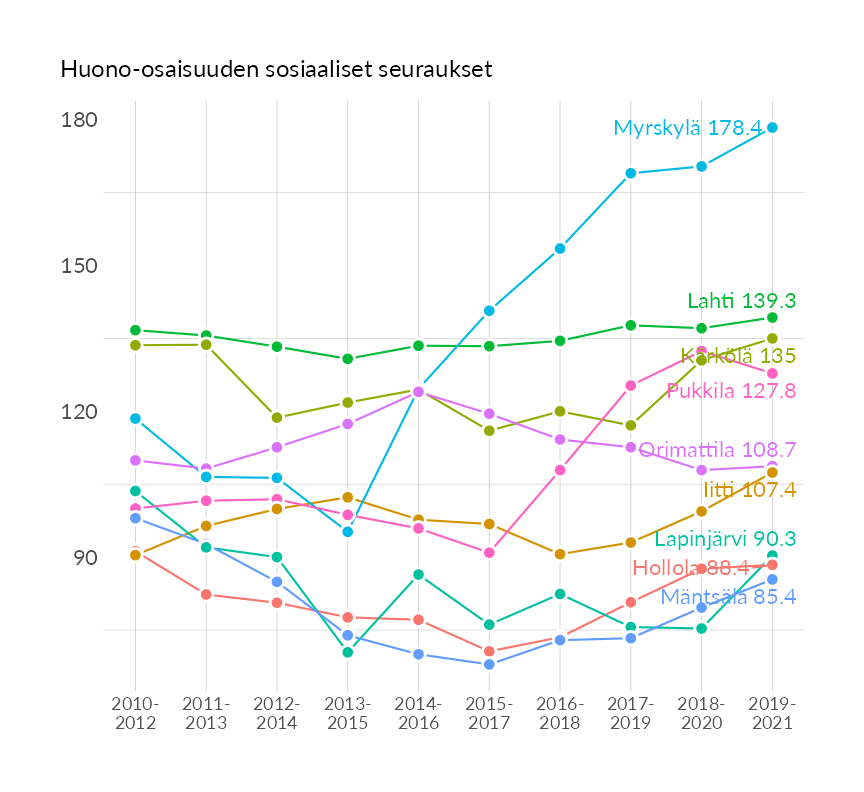 Huono-osaisuuden sosiaaliset seuraukset
180
150
120
90
Myrskylä 178.4
Lahti 139.3
Kärkölä 135
Pukkila 127.8
Orimattila 108.7
Iitti 107.4
Lapinjärvi 90.3
Hollola 88.4
Mäntsälä 85.4
2010- 2011- 2012- 2013- 2014- 2015- 2016- 2017- 2018- 2019-
2012 2013 2014 2015 2016 2017 2018 2019 2020 2021